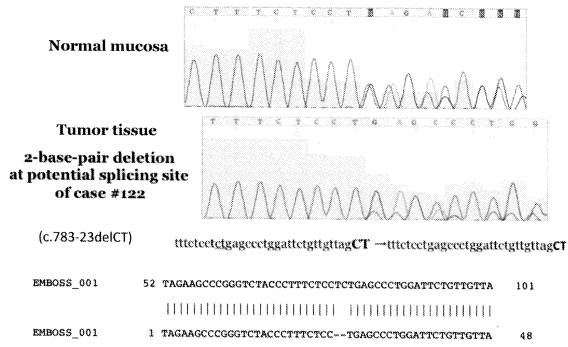 C T T T C T C C T █ A G A █ C █ █ █
Normal mucosa
T T T C T C C T G A G C C C T G G
Tumor tissue
2-base-pair deletion
at potential splicing site
of case #122
(c.783-23delCT)
tttctcctctgagccctggattctgttgttagCT →tttctcctgagccctggattctgttgttagCT
EMBOSS_001 52 TAGAAGCCCGGGTCTACCCTTTCTCCTCTGAGCCCTGGATTCTGTTGTTA 101
||||||||||||||||||||||||||| |||||||||||||||||||||
EMBOSS_001 1 TAGAAGCCCGGGTCTACCCTTTCTCC--TGAGCCCTGGATTCTGTTGTTA 48